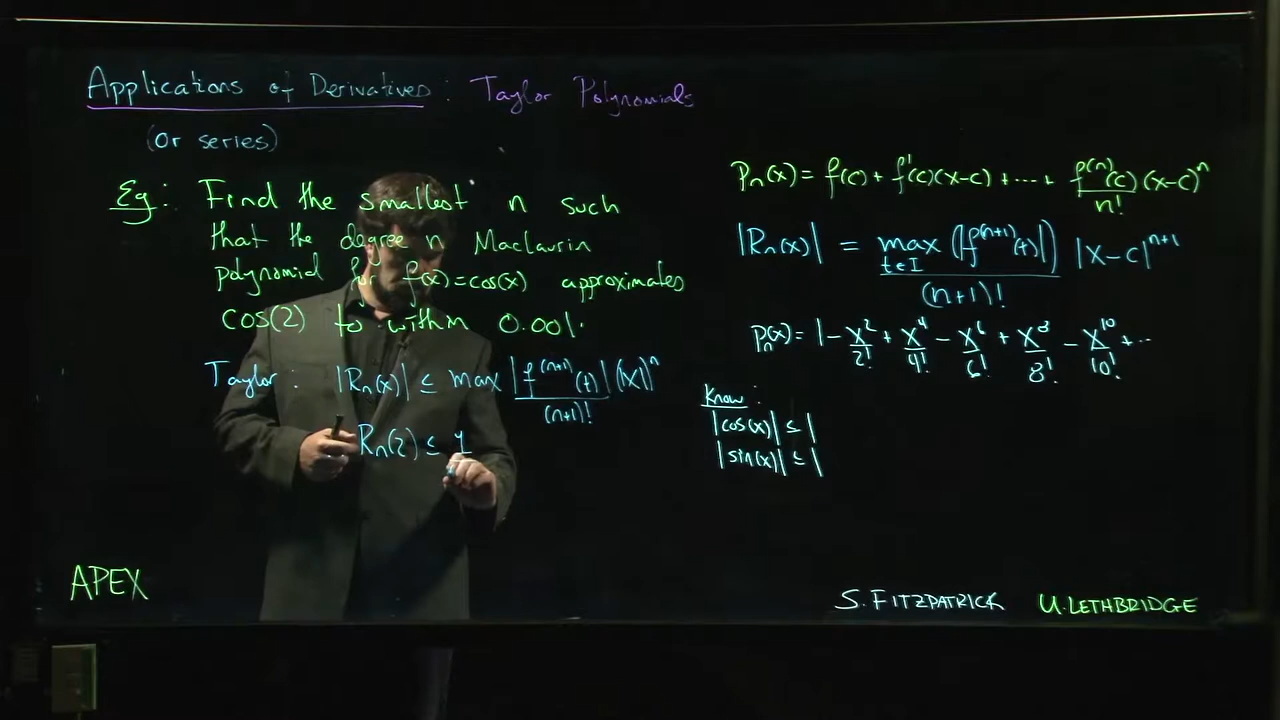 Applications of Derivatives: Taylor Polynomials
(Or series)
Eg: Find the smallest n such
that the degree n Maclaurin
polynomial for f(x)=cos(x) approximates
cos(2) to within 0.001.
Taylor: |Rₙ(x)| ≤ max |f⁽ⁿ⁺¹⁾(t)|/(n+1)! (|x|)ⁿ
Rₙ(2) ≤ 1
pₙ(x) = f(c) + f'(c)(x-c) + ... + f⁽ⁿ⁾(c)/n! (x-c)ⁿ
|Rₙ(x)| = max t∈I (|f⁽ⁿ⁺¹⁾(t)|)/(n+1)! |x-c|ⁿ⁺¹
pₙ(x) = 1 - x²/2! + x⁴/4! - x⁶/6! + x⁸/8! - x¹⁰/10! + ...
Know:
|cos(x)| ≤ 1
|sin(x)| ≤ 1
APEX
S. FITZPATRICK U. LETHBRIDGE